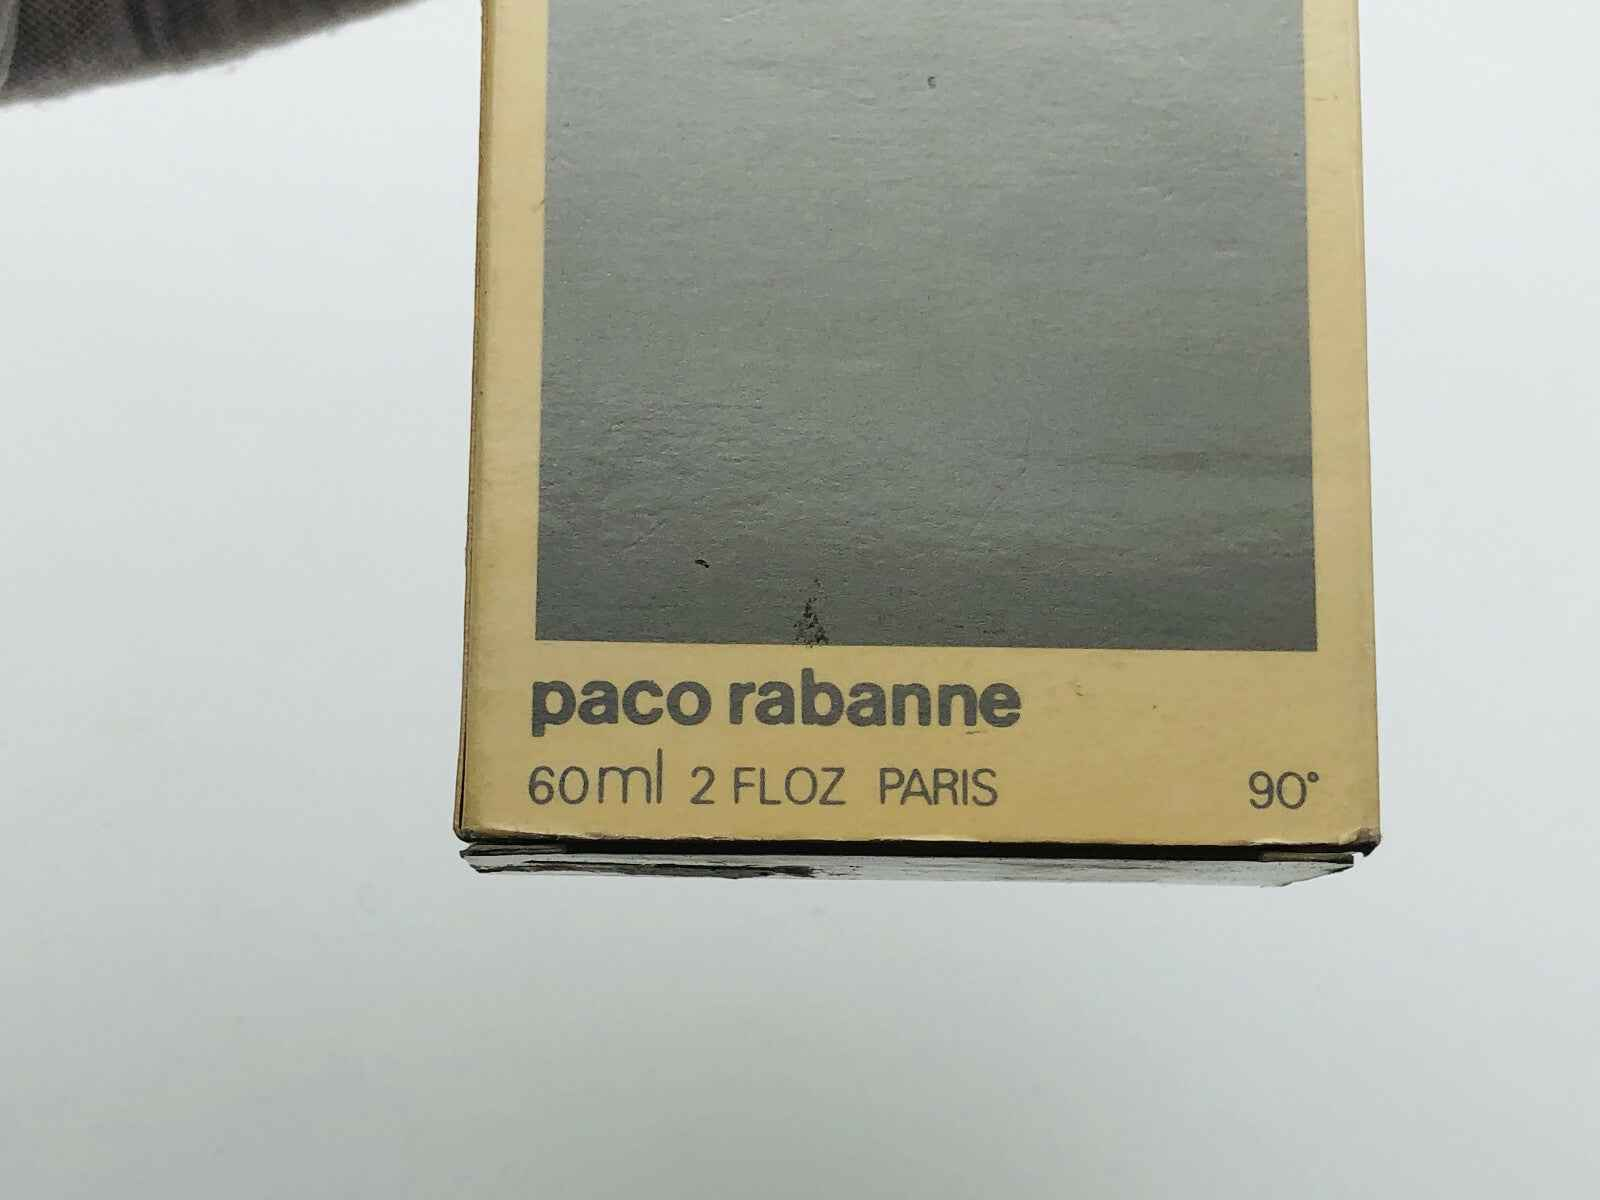 paco rabanne
60ml 2 FLOZ PARIS 90°